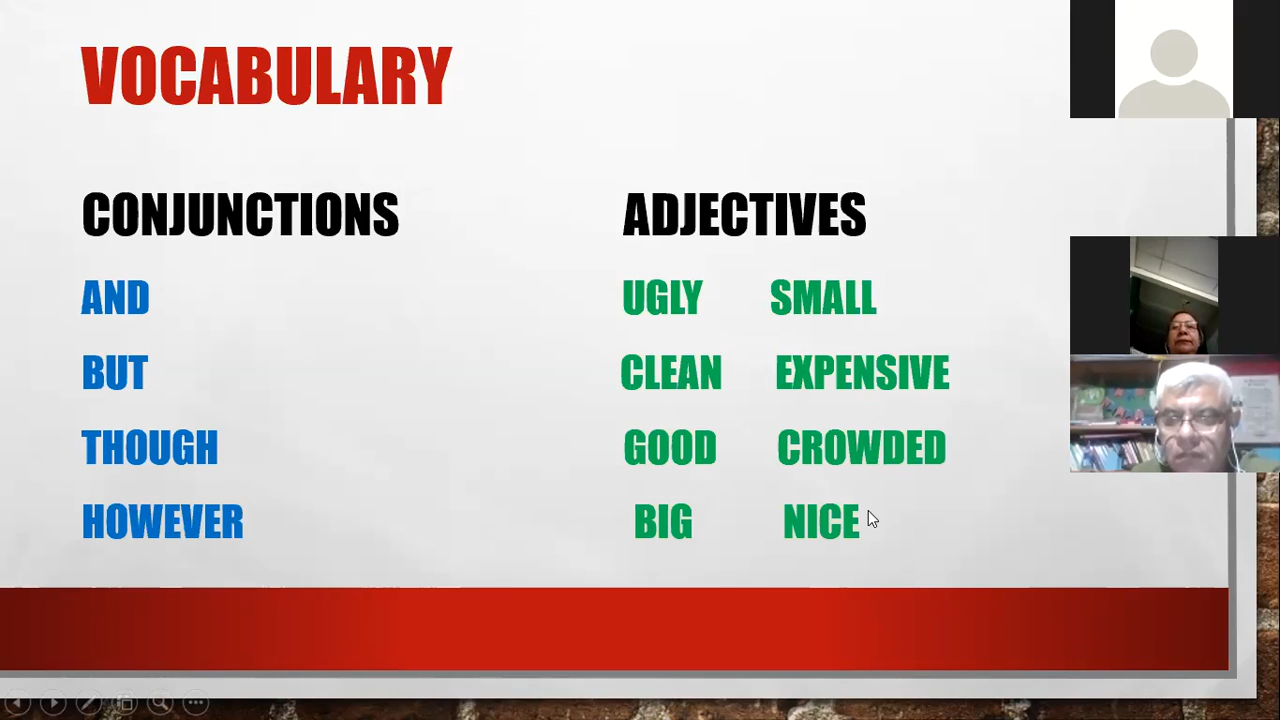 VOCABULARY
CONJUNCTIONS
AND
BUT
THOUGH
HOWEVER
ADJECTIVES
UGLY SMALL
CLEAN EXPENSIVE
GOOD CROWDED
BIG NICE